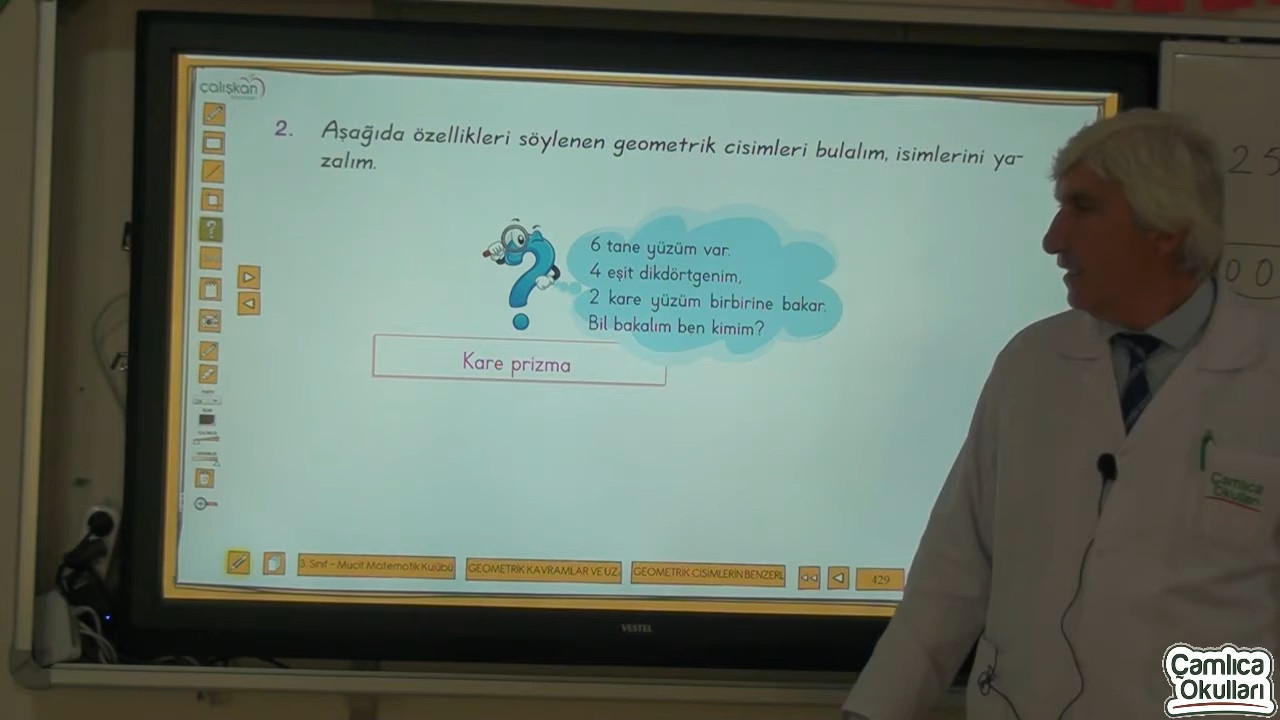 çalışkan
2. Aşağıda özellikleri söylenen geometrik cisimleri bulalım, isimlerini ya-
zalım.
6 tane yüzüm var.
4 eşit dikdörtgenim,
2 kare yüzüm birbirine bakar.
Bil bakalım ben kimim?
Kare prizma
3. Sınıf - Mucit Matematik Kulübü
GEOMETRİK KAVRAMLAR VE UZ
GEOMETRİK CİSİMLERİN BENZERL
429
VESTEL
25
00
Çamlıca
Okulları
Çamlıca
Okulları